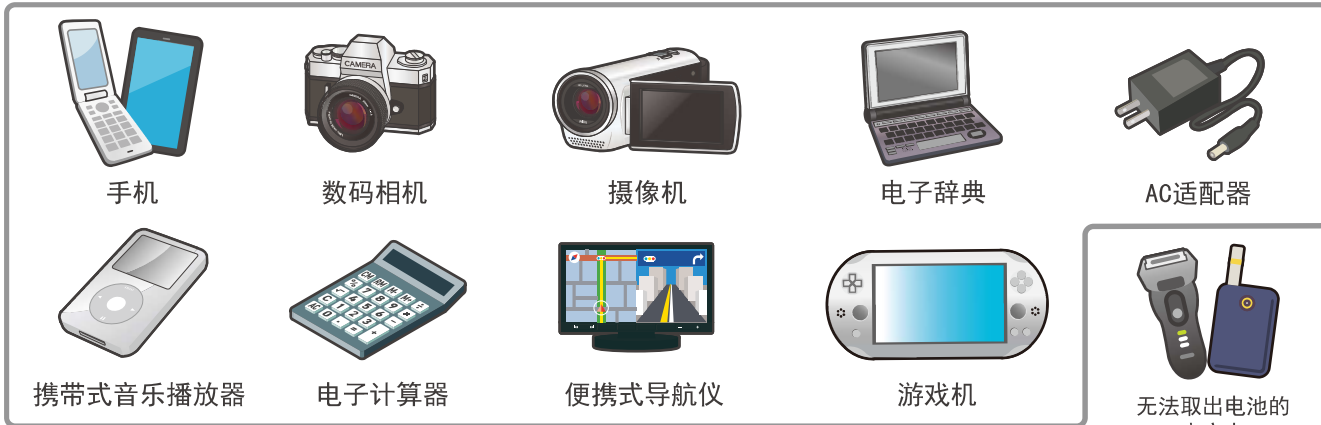 CAMERA
手机
数码相机
摄像机
电子辞典
AC适配器
携带式音乐播放器
电子计算器
便携式导航仪
游戏机
无法取出电池的